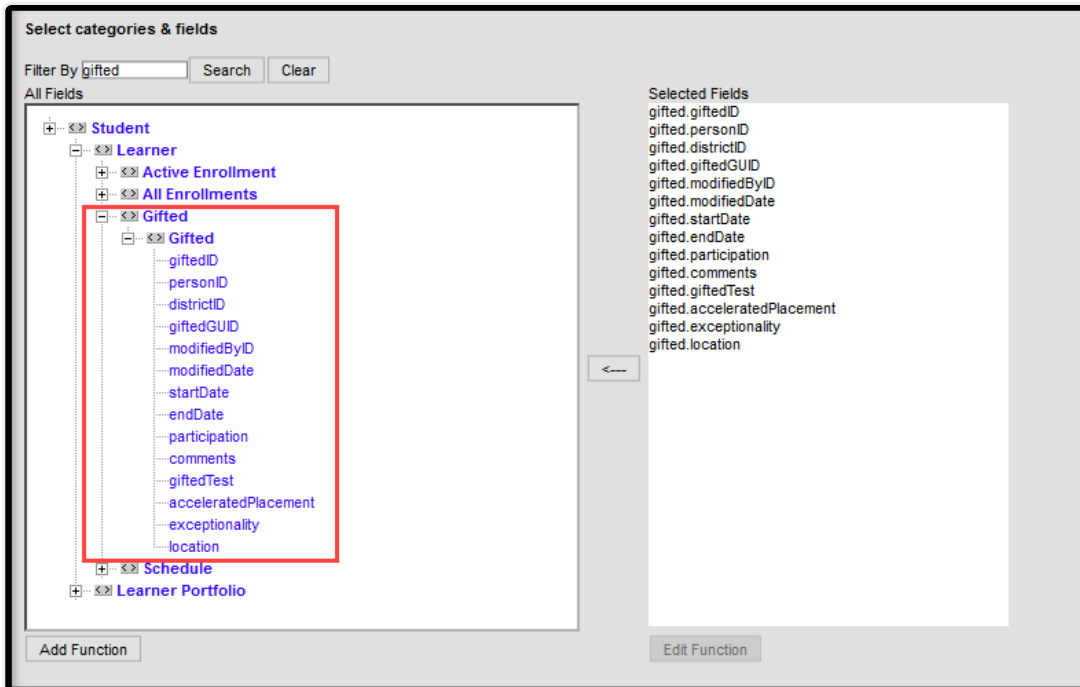 Select categories & fields
Filter By gifted Search Clear
All Fields
Student
Learner
Active Enrollment
All Enrollments
Gifted
Gifted
giftedID
personID
districtID
giftedGUID
modifiedByID
modifiedDate
startDate
endDate
participation
comments
giftedTest
acceleratedPlacement
exceptionality
location
Schedule
Learner Portfolio
Add Function
<---
Selected Fields
gifted.giftedID
gifted.personID
gifted.districtID
gifted.giftedGUID
gifted.modifiedByID
gifted.modifiedDate
gifted.startDate
gifted.endDate
gifted.participation
gifted.comments
gifted.giftedTest
gifted.acceleratedPlacement
gifted.exceptionality
gifted.location
Edit Function